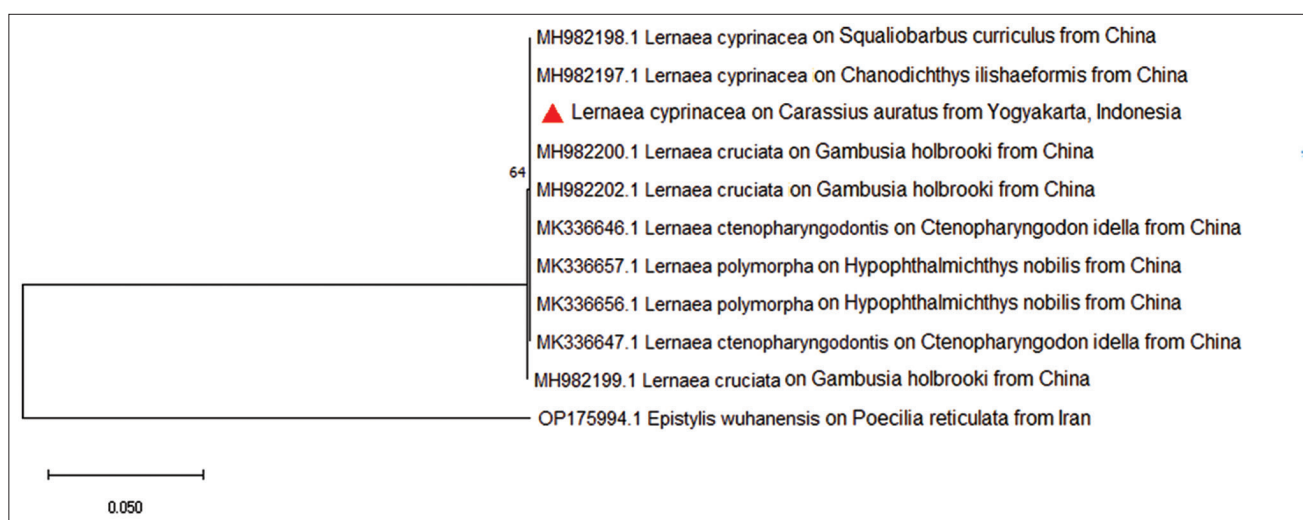 MH982198.1 Lernaea cyprinacea on Squaliobarbus curriculus from China
MH982197.1 Lernaea cyprinacea on Chanodichthys ilishaeformis from China
Lernaea cyprinacea on Carassius auratus from Yogyakarta, Indonesia
MH982200.1 Lernaea cruciata on Gambusia holbrooki from China
64
MH982202.1 Lernaea cruciata on Gambusia holbrooki from China
MK336646.1 Lernaea ctenopharyngodontis on Ctenopharyngodon idella from China
MK336657.1 Lernaea polymorpha on Hypophthalmichthys nobilis from China
MK336656.1 Lernaea polymorpha on Hypophthalmichthys nobilis from China
MK336647.1 Lernaea ctenopharyngodontis on Ctenopharyngodon idella from China
MH982199.1 Lernaea cruciata on Gambusia holbrooki from China
OP175994.1 Epistylis wuhanensis on Poecilia reticulata from Iran
0.050